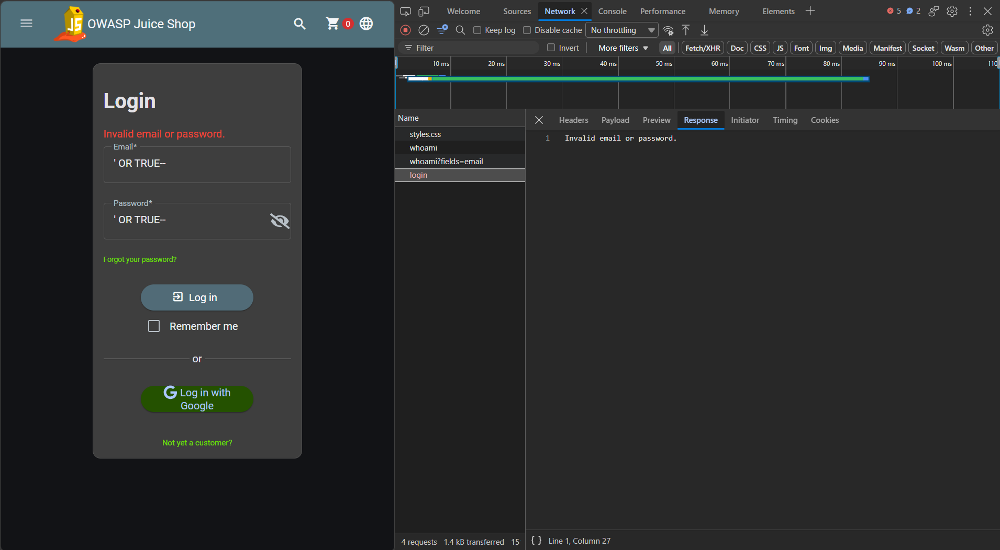 OWASP Juice Shop
0
Login
Invalid email or password.
Email*
' OR TRUE--
Password*
' OR TRUE--
Forgot your password?
Log in
Remember me
or
Log in with
Google
Not yet a customer?
Welcome Sources Network Console Performance Memory Elements 5 2
Keep log Disable cache No throttling
Filter Invert More filters All Fetch/XHR Doc CSS JS Font Img Media Manifest Socket Wasm Other
10 ms 20 ms 30 ms 40 ms 50 ms 60 ms 70 ms 80 ms 90 ms 100 ms 110
Name
styles.css
whoami
whoami?fields=email
login
4 requests 1.4 kB transferred 15
Headers Payload Preview Response Initiator Timing Cookies
1 Invalid email or password.
{ } Line 1, Column 27